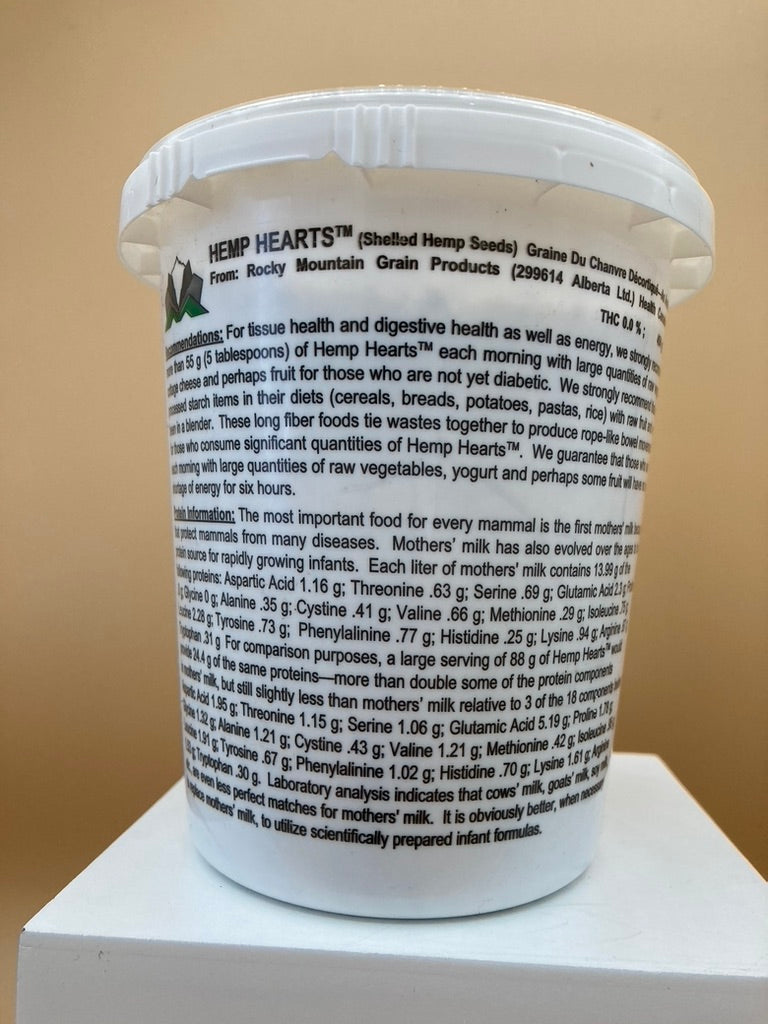 HEMP HEARTS™ (Shelled Hemp Seeds) Graine Du Chanvre Décortiqué
From: Rocky Mountain Grain Products (299614 Alberta Ltd.) Health
THC 0.0 % ;
For tissue health and digestive health as well as energy, we strongly
than 55 g (5 tablespoons) of Hemp Hearts™ each morning with large quantities of raw
cheese and perhaps fruit for those who are not yet diabetic. We strongly recommend
starch items in their diets (cereals, breads, potatoes, pastas, rice) with raw fruit
in a blender. These long fiber foods tie wastes together to produce rope-like bowel
those who consume significant quantities of Hemp Hearts™. We guarantee that those who
morning with large quantities of raw vegetables, yogurt and perhaps some fruit will have
of energy for six hours.
Protein Information: The most important food for every mammal is the first mothers' milk
protect mammals from many diseases. Mothers' milk has also evolved over the ages
source for rapidly growing infants. Each liter of mothers' milk contains 13.99 g of the
proteins: Aspartic Acid 1.16 g; Threonine .63 g; Serine .69 g; Glutamic Acid 2.3 g;
Glycine 0 g; Alanine .35 g; Cystine .41 g; Valine .66 g; Methionine .29 g; Isoleucine
2.28 g; Tyrosine .73 g; Phenylalinine .77 g; Histidine .25 g; Lysine .94 g; Arginine
.31 g For comparison purposes, a large serving of 88 g of Hemp Hearts™ would
24.4 g of the same proteins—more than double some of the protein components
mothers' milk, but still slightly less than mothers' milk relative to 3 of the 18 components
Acid 1.95 g; Threonine 1.15 g; Serine 1.06 g; Glutamic Acid 5.19 g; Proline
1.32 g; Alanine 1.21 g; Cystine .43 g; Valine 1.21 g; Methionine .42 g; Isoleucine
1.91 g; Tyrosine .67 g; Phenylalinine 1.02 g; Histidine .70 g; Lysine 1.61 g; Arginine
Tryptophan .30 g. Laboratory analysis indicates that cows' milk, goats' milk, soy milk,
are even less perfect matches for mothers' milk. It is obviously better, when necessary
mothers' milk, to utilize scientifically prepared infant formulas.